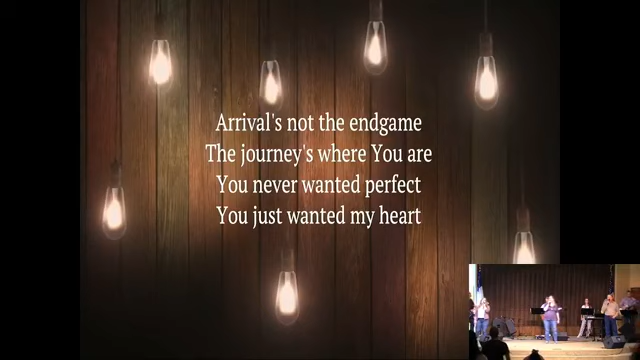 Arrival's not the endgame
The journey's where You are
You never wanted perfect
You just wanted my heart